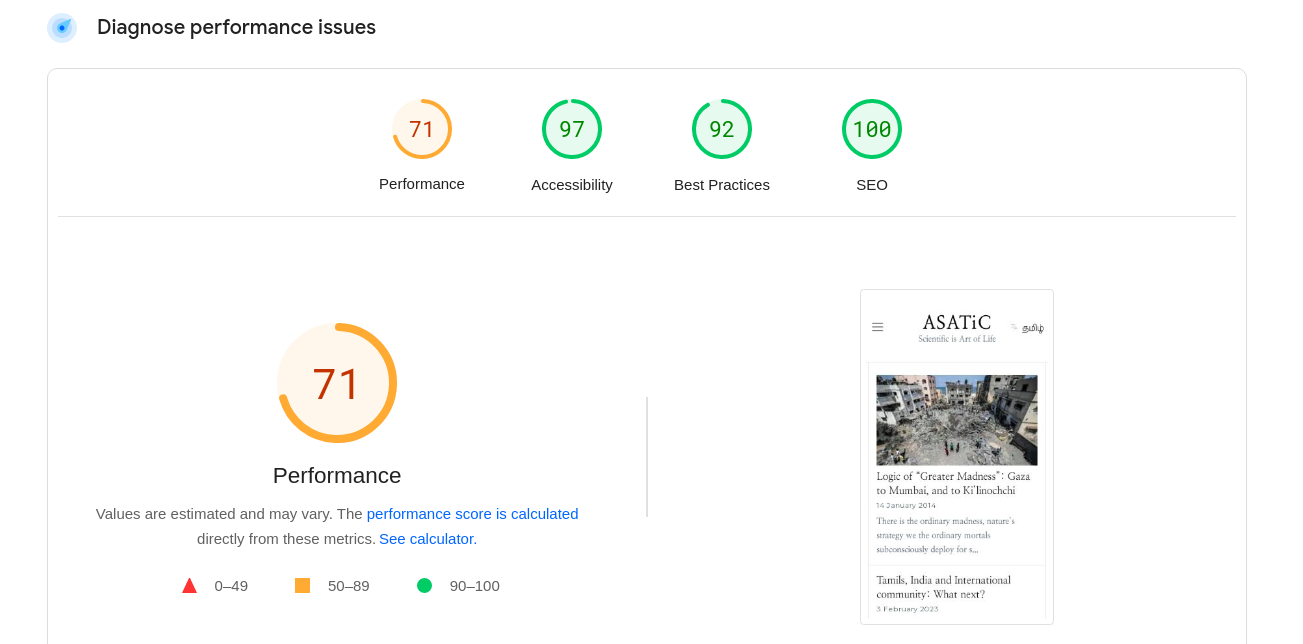 Diagnose performance issues
71
97
92
100
Performance
Accessibility
Best Practices
SEO
71
Performance
Values are estimated and may vary. The performance score is calculated
directly from these metrics. See calculator.
0–49
50–89
90–100
ASATiC
தமிழ்
Scientific is Art of Life
Logic of “Greater Madness”: Gaza
to Mumbai, and to Ki'linochchi
14 January 2014
There is the ordinary madness, nature's
strategy we the ordinary mortals
subconsciously deploy for s...
Tamils, India and International
community: What next?
3 February 2023